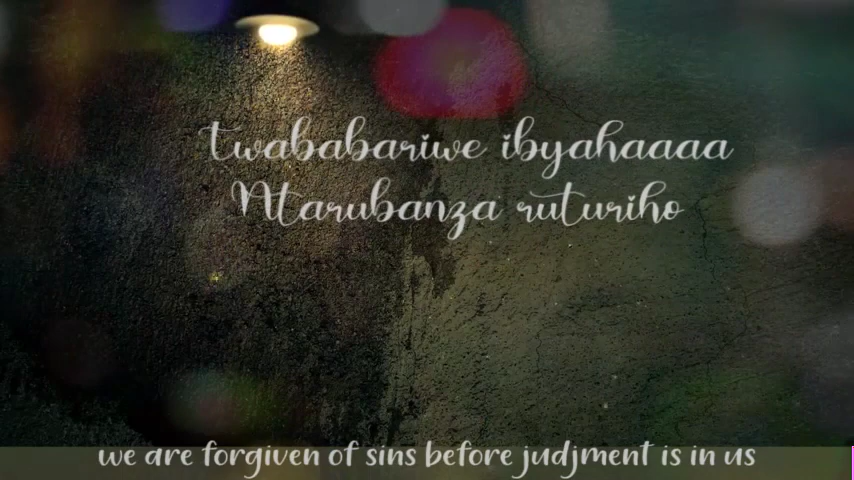 Twababariwe ibyahaaaa
Ntarubanza ruturiho
we are forgiven of sins before judjment is in us